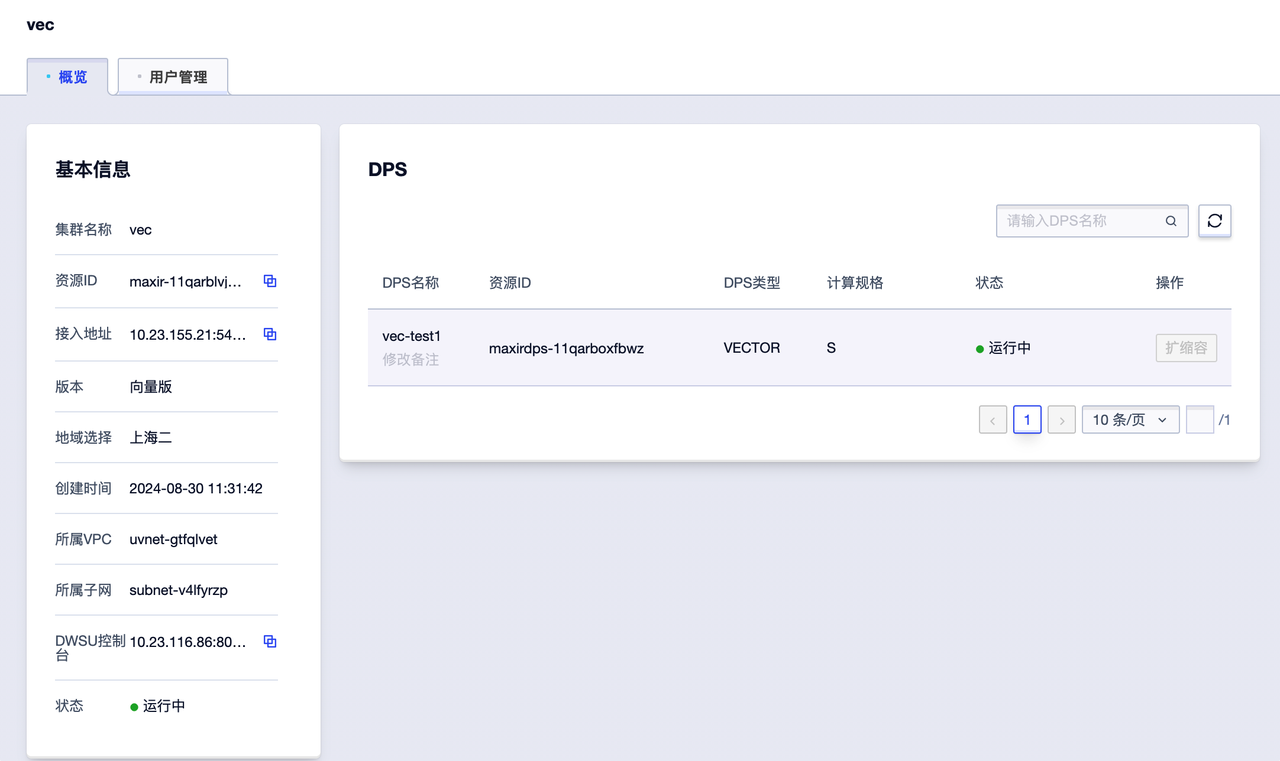 vec
概览
用户管理
基本信息
集群名称 vec
资源ID maxir-11qarblvj...
接入地址 10.23.155.21:54...
版本 向量版
地域选择 上海二
创建时间 2024-08-30 11:31:42
所属VPC uvnet-gtfqlvet
所属子网 subnet-v4lfyrzp
DWSU控制台 10.23.116.86:80...
状态 运行中
DPS
请输入DPS名称
DPS名称 资源ID DPS类型 计算规格 状态 操作
vec-test1 maxirdps-11qarboxfbwz VECTOR S 运行中 扩缩容
修改备注
1 10 条/页 /1